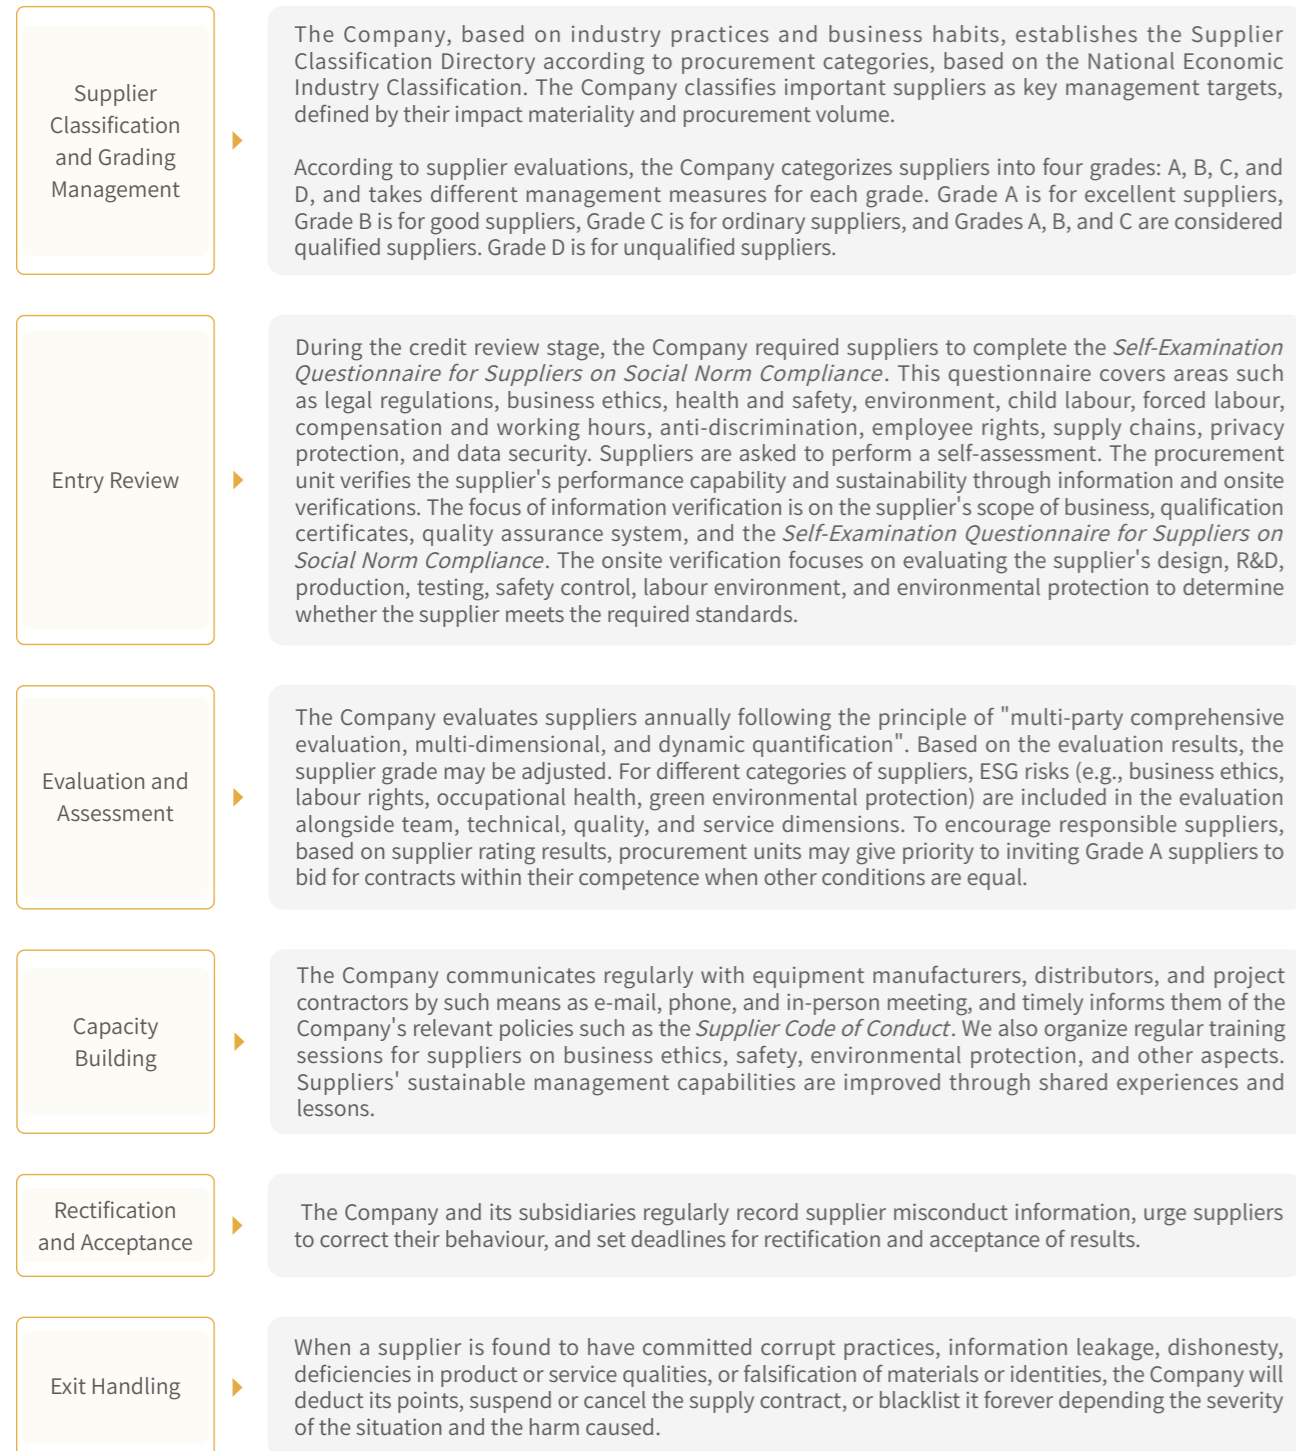 Supplier
Classification
and Grading
Management
The Company, based on industry practices and business habits, establishes the Supplier
Classification Directory according to procurement categories, based on the National Economic
Industry Classification. The Company classifies important suppliers as key management targets,
defined by their impact materiality and procurement volume.
According to supplier evaluations, the Company categorizes suppliers into four grades: A, B, C, and
D, and takes different management measures for each grade. Grade A is for excellent suppliers,
Grade B is for good suppliers, Grade C is for ordinary suppliers, and Grades A, B, and C are considered
qualified suppliers. Grade D is for unqualified suppliers.
Entry Review
During the credit review stage, the Company required suppliers to complete the Self-Examination
Questionnaire for Suppliers on Social Norm Compliance. This questionnaire covers areas such
as legal regulations, business ethics, health and safety, environment, child labour, forced labour,
compensation and working hours, anti-discrimination, employee rights, supply chains, privacy
protection, and data security. Suppliers are asked to perform a self-assessment. The procurement
unit verifies the supplier's performance capability and sustainability through information and onsite
verifications. The focus of information verification is on the supplier's scope of business, qualification
certificates, quality assurance system, and the Self-Examination Questionnaire for Suppliers on
Social Norm Compliance. The onsite verification focuses on evaluating the supplier's design, R&D,
production, testing, safety control, labour environment, and environmental protection to determine
whether the supplier meets the required standards.
Evaluation and
Assessment
The Company evaluates suppliers annually following the principle of "multi-party comprehensive
evaluation, multi-dimensional, and dynamic quantification". Based on the evaluation results, the
supplier grade may be adjusted. For different categories of suppliers, ESG risks (e.g., business ethics,
labour rights, occupational health, green environmental protection) are included in the evaluation
alongside team, technical, quality, and service dimensions. To encourage responsible suppliers,
based on supplier rating results, procurement units may give priority to inviting Grade A suppliers to
bid for contracts within their competence when other conditions are equal.
Capacity
Building
The Company communicates regularly with equipment manufacturers, distributors, and project
contractors by such means as e-mail, phone, and in-person meeting, and timely informs them of the
Company's relevant policies such as the Supplier Code of Conduct. We also organize regular training
sessions for suppliers on business ethics, safety, environmental protection, and other aspects.
Suppliers' sustainable management capabilities are improved through shared experiences and
lessons.
Rectification
and Acceptance
The Company and its subsidiaries regularly record supplier misconduct information, urge suppliers
to correct their behaviour, and set deadlines for rectification and acceptance of results.
Exit Handling
When a supplier is found to have committed corrupt practices, information leakage, dishonesty,
deficiencies in product or service qualities, or falsification of materials or identities, the Company will
deduct its points, suspend or cancel the supply contract, or blacklist it forever depending the severity
of the situation and the harm caused.